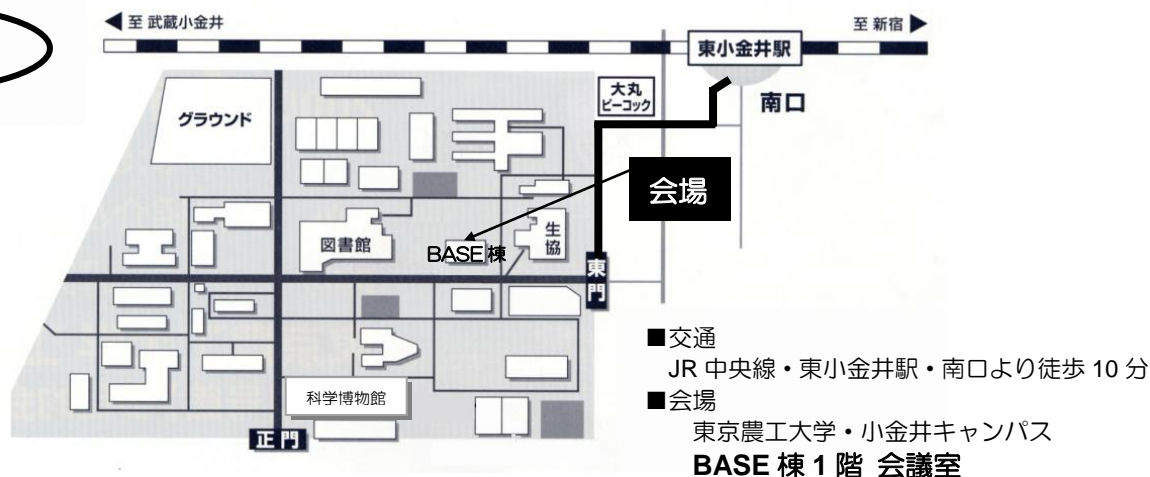 ◀至 武蔵小金井
至 新宿▶
東小金井駅
南口
大丸
ピーコック
グラウンド
会場
生協
図書館
BASE 棟
東門
科学博物館
正門
■交通
JR 中央線・東小金井駅・南口より徒歩 10 分
■会場
東京農工大学・小金井キャンパス
BASE 棟 1 階 会議室